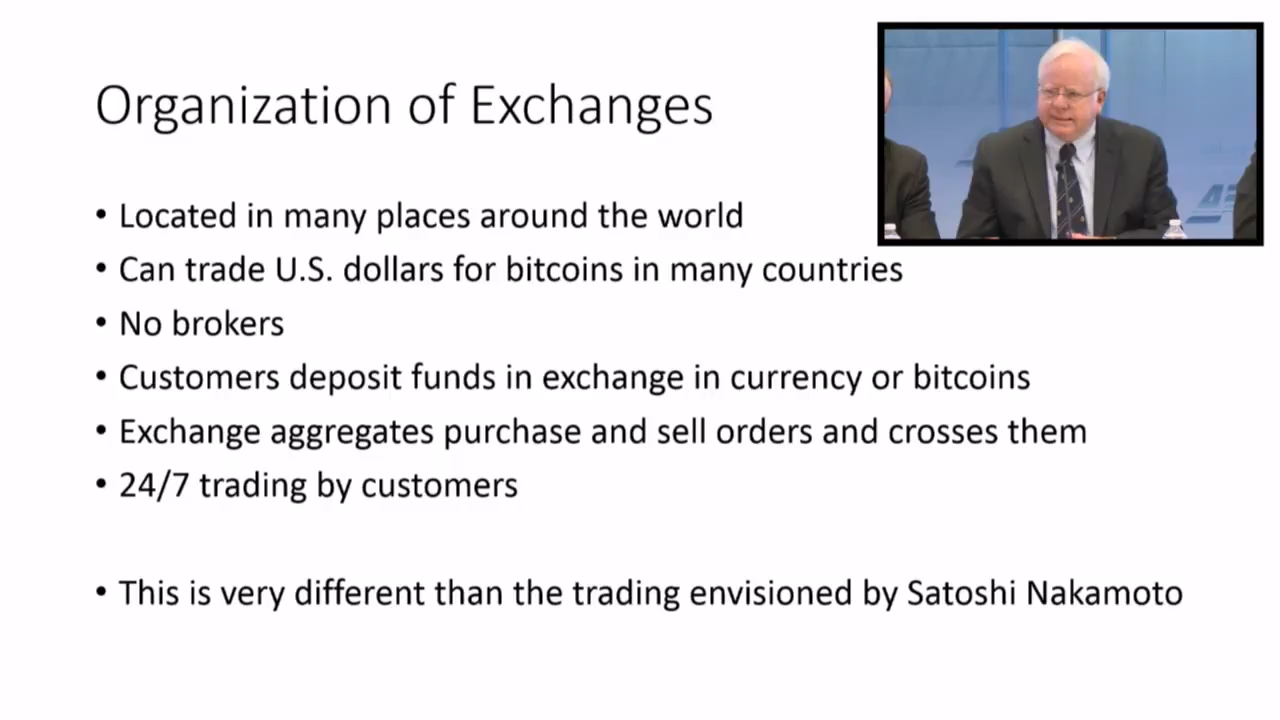 Organization of Exchanges
• Located in many places around the world
• Can trade U.S. dollars for bitcoins in many countries
• No brokers
• Customers deposit funds in exchange in currency or bitcoins
• Exchange aggregates purchase and sell orders and crosses them
• 24/7 trading by customers
• This is very different than the trading envisioned by Satoshi Nakamoto